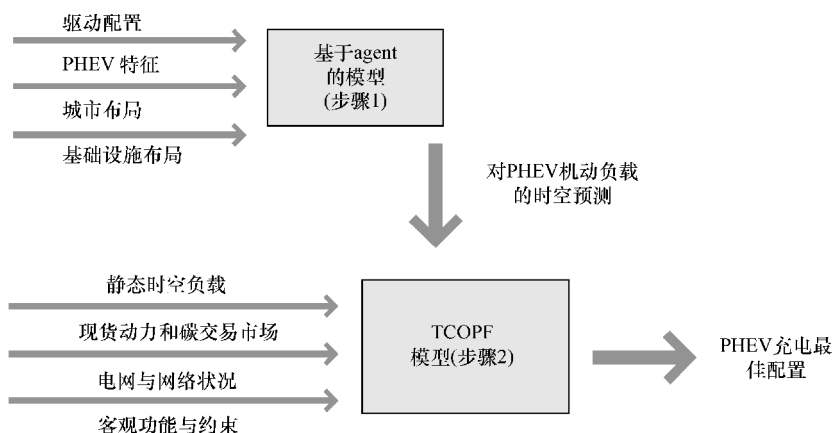 驱动配置
PHEV 特征
城市布局
基础设施布局
基于agent
的模型
(步骤1)
对PHEV机动负载
的时空预测
静态时空负载
现货动力和碳交易市场
电网与网络状况
客观功能与约束
TCOPF
模型(步骤2)
PHEV充电最
佳配置